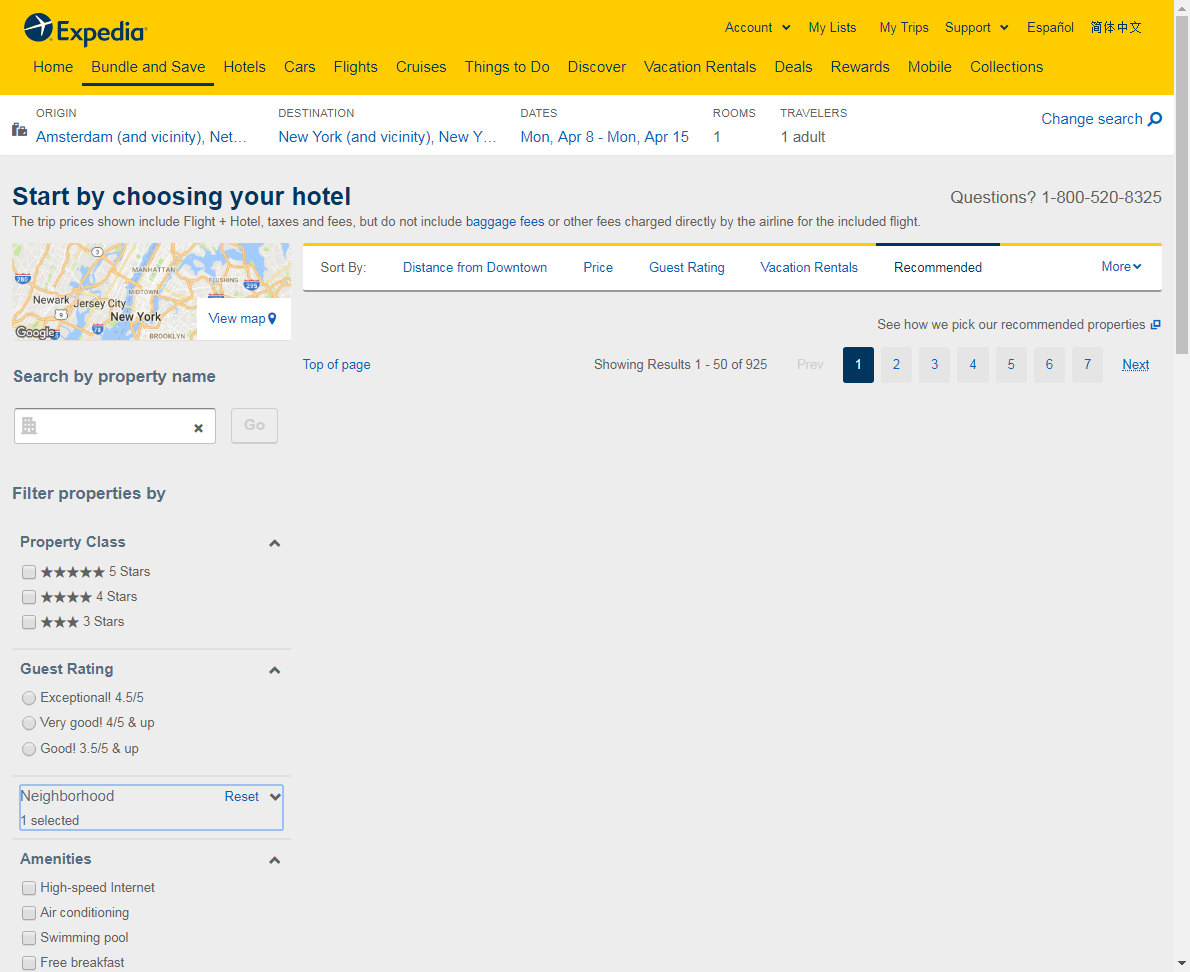 Expedia
Account My Lists My Trips Support Español 简体中文
Home Bundle and Save Hotels Cars Flights Cruises Things to Do Discover Vacation Rentals Deals Rewards Mobile Collections
ORIGIN DESTINATION DATES ROOMS TRAVELERS
Amsterdam (and vicinity), Net... New York (and vicinity), New Y... Mon, Apr 8 - Mon, Apr 15 1 1 adult
Change search
Start by choosing your hotel
Questions? 1-800-520-8325
The trip prices shown include Flight + Hotel, taxes and fees, but do not include baggage fees or other fees charged directly by the airline for the included flight.
3
MANHATTAN
280
FLUSHING
295
MIDTOWN
Newark
Jersey City
9
New York
78
BROOKLYN
Google
View map
Sort By: Distance from Downtown Price Guest Rating Vacation Rentals Recommended More
See how we pick our recommended properties
Top of page Showing Results 1 - 50 of 925 Prev 1 2 3 4 5 6 7 Next
Search by property name
Go
Filter properties by
Property Class
★★★★★ 5 Stars
★★★★ 4 Stars
★★★ 3 Stars
Guest Rating
Exceptional! 4.5/5
Very good! 4/5 & up
Good! 3.5/5 & up
Neighborhood Reset
1 selected
Amenities
High-speed Internet
Air conditioning
Swimming pool
Free breakfast